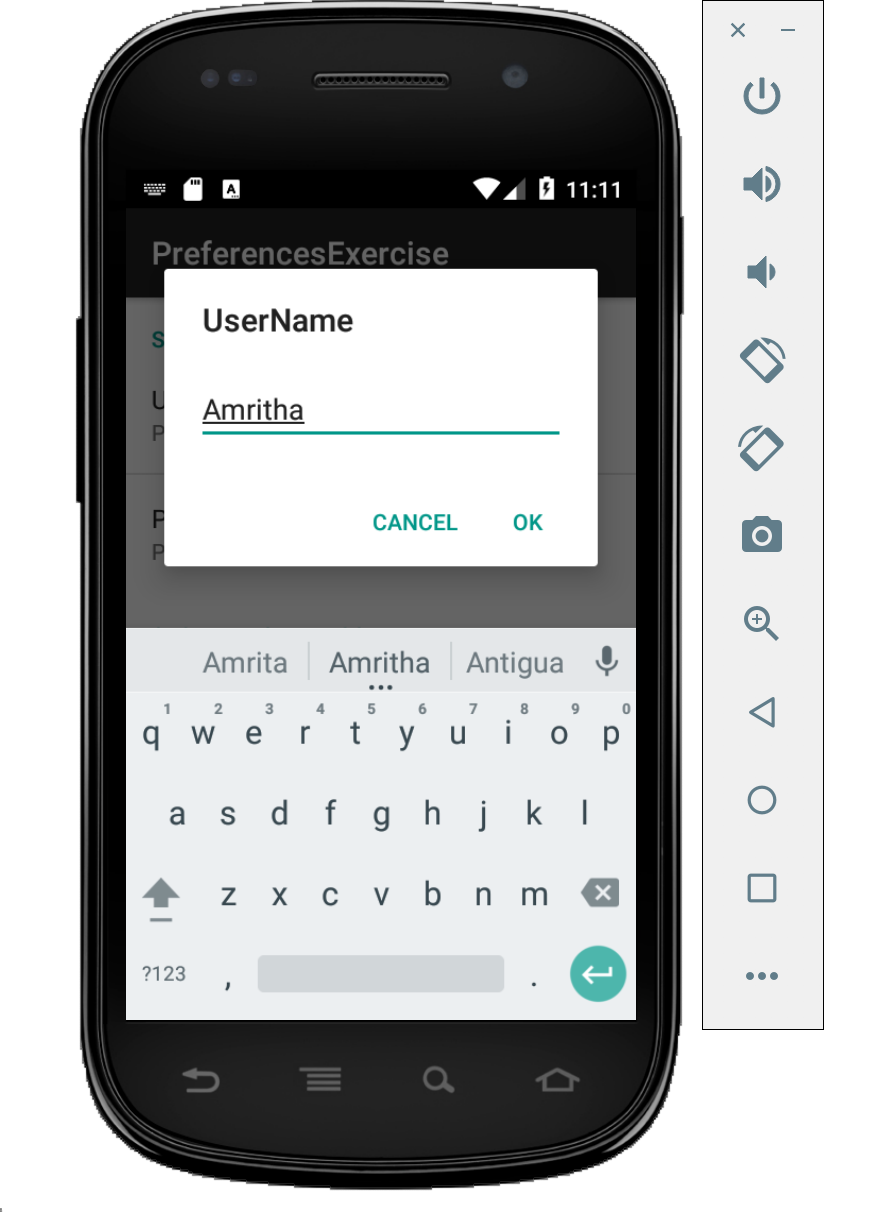 11:11
PreferencesExercise
UserName
S
U
Amritha
P
CANCEL OK
P
P
Amrita Amritha Antigua
1 2 3 4 5 6 7 8 9 0
q w e r t y u i o p
a s d f g h j k l
z x c v b n m
?123 , .